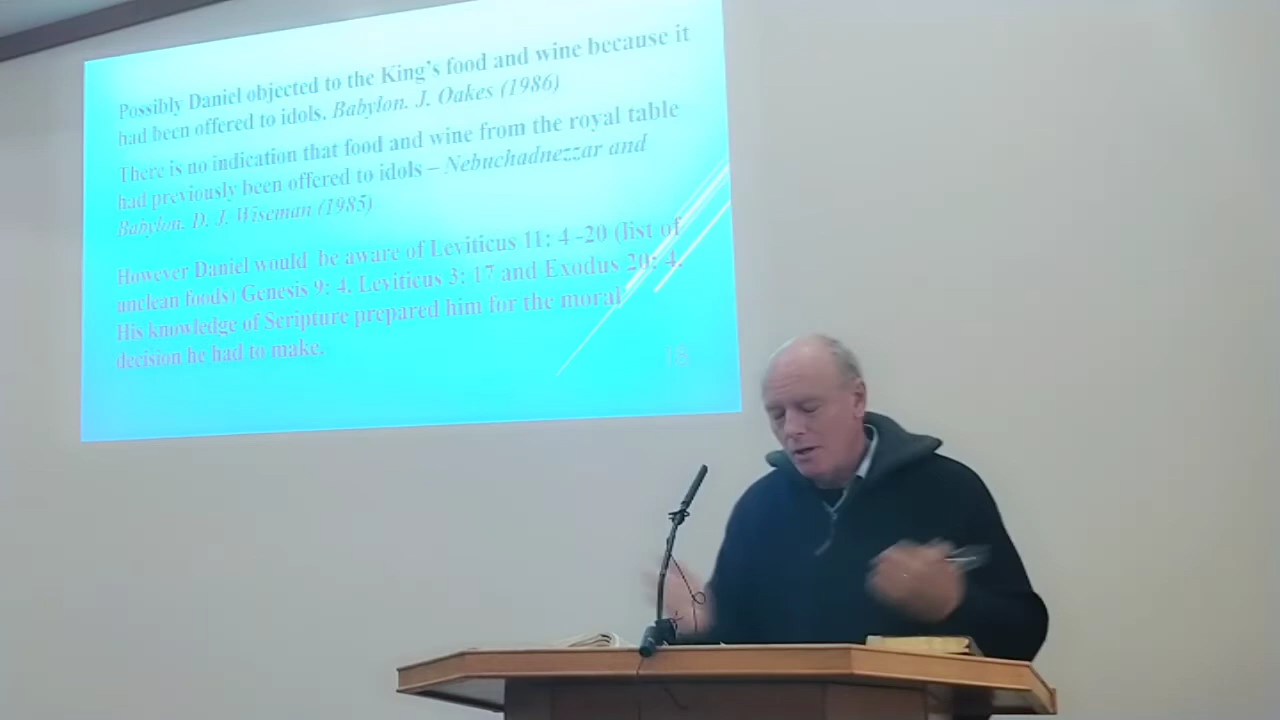 Possibly Daniel objected to the King's food and wine because it
had been offered to idols. Babylon. J. Oakes (1986)
There is no indication that food and wine from the royal table
had previously been offered to idols – Nebuchadnezzar and
Babylon. D. J. Wiseman (1985)
However Daniel would be aware of Leviticus 11: 4 -20 (list of
unclean foods) Genesis 9: 4. Leviticus 3: 17 and Exodus 20: 4.
His knowledge of Scripture prepared him for the moral
decision he had to make.
18